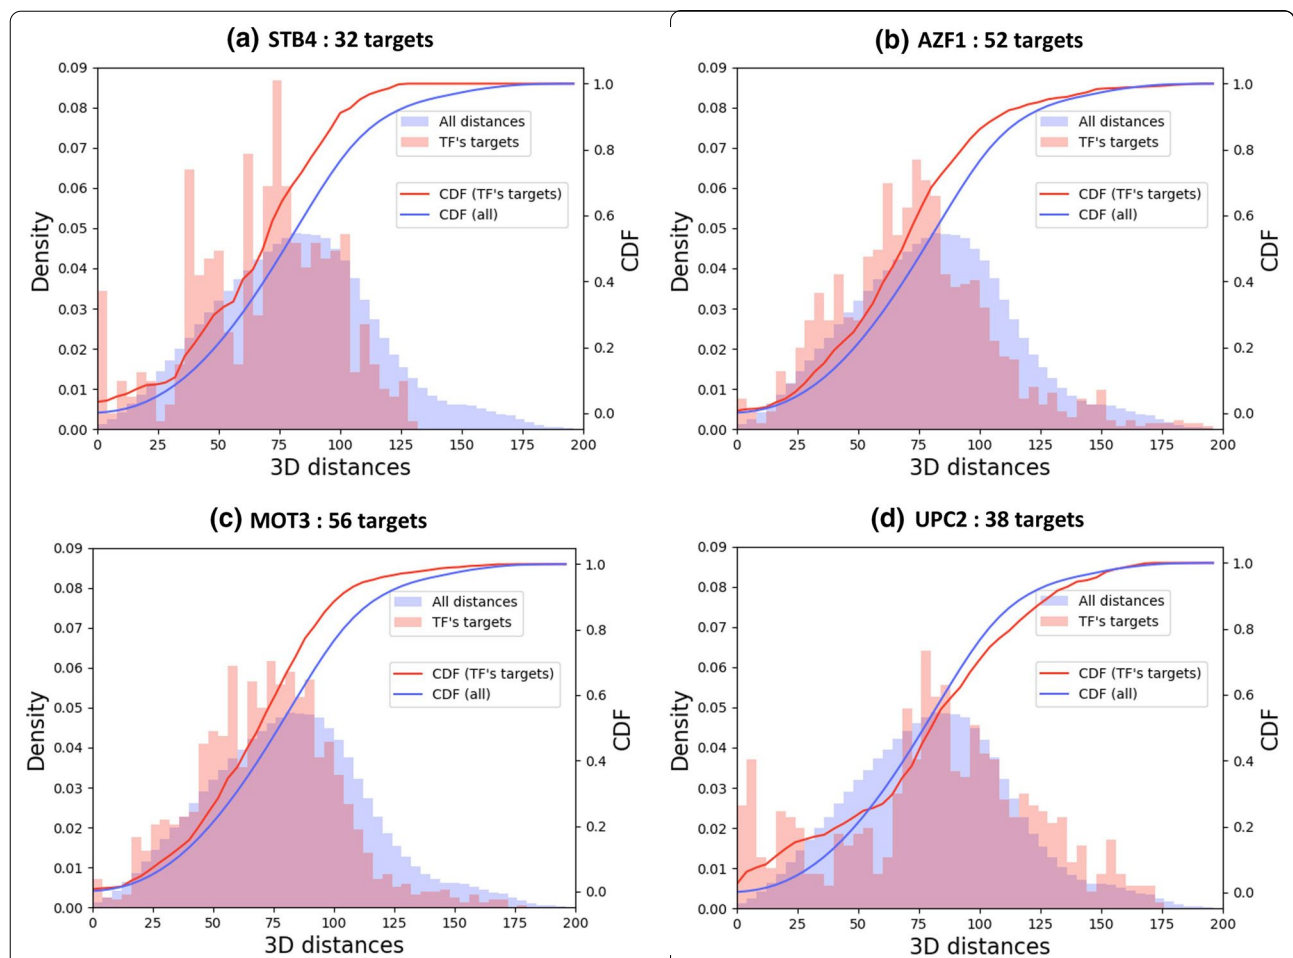 (a) STB4 : 32 targets
0.09
0.08
0.07
0.06
0.05
0.04
0.03
0.02
0.01
0.00
Density
1.0
0.8
0.6
0.4
0.2
0.0
CDF
All distances
TF's targets
CDF (TF's targets)
CDF (all)
0 25 50 75 100 125 150 175 200
3D distances
(b) AZF1 : 52 targets
0.09
0.08
0.07
0.06
0.05
0.04
0.03
0.02
0.01
0.00
Density
1.0
0.8
0.6
0.4
0.2
0.0
CDF
All distances
TF's targets
CDF (TF's targets)
CDF (all)
0 25 50 75 100 125 150 175 200
3D distances
(c) MOT3 : 56 targets
0.09
0.08
0.07
0.06
0.05
0.04
0.03
0.02
0.01
0.00
Density
1.0
0.8
0.6
0.4
0.2
0.0
CDF
All distances
TF's targets
CDF (TF's targets)
CDF (all)
0 25 50 75 100 125 150 175 200
3D distances
(d) UPC2 : 38 targets
0.09
0.08
0.07
0.06
0.05
0.04
0.03
0.02
0.01
0.00
Density
1.0
0.8
0.6
0.4
0.2
0.0
CDF
All distances
TF's targets
CDF (TF's targets)
CDF (all)
0 25 50 75 100 125 150 175 200
3D distances